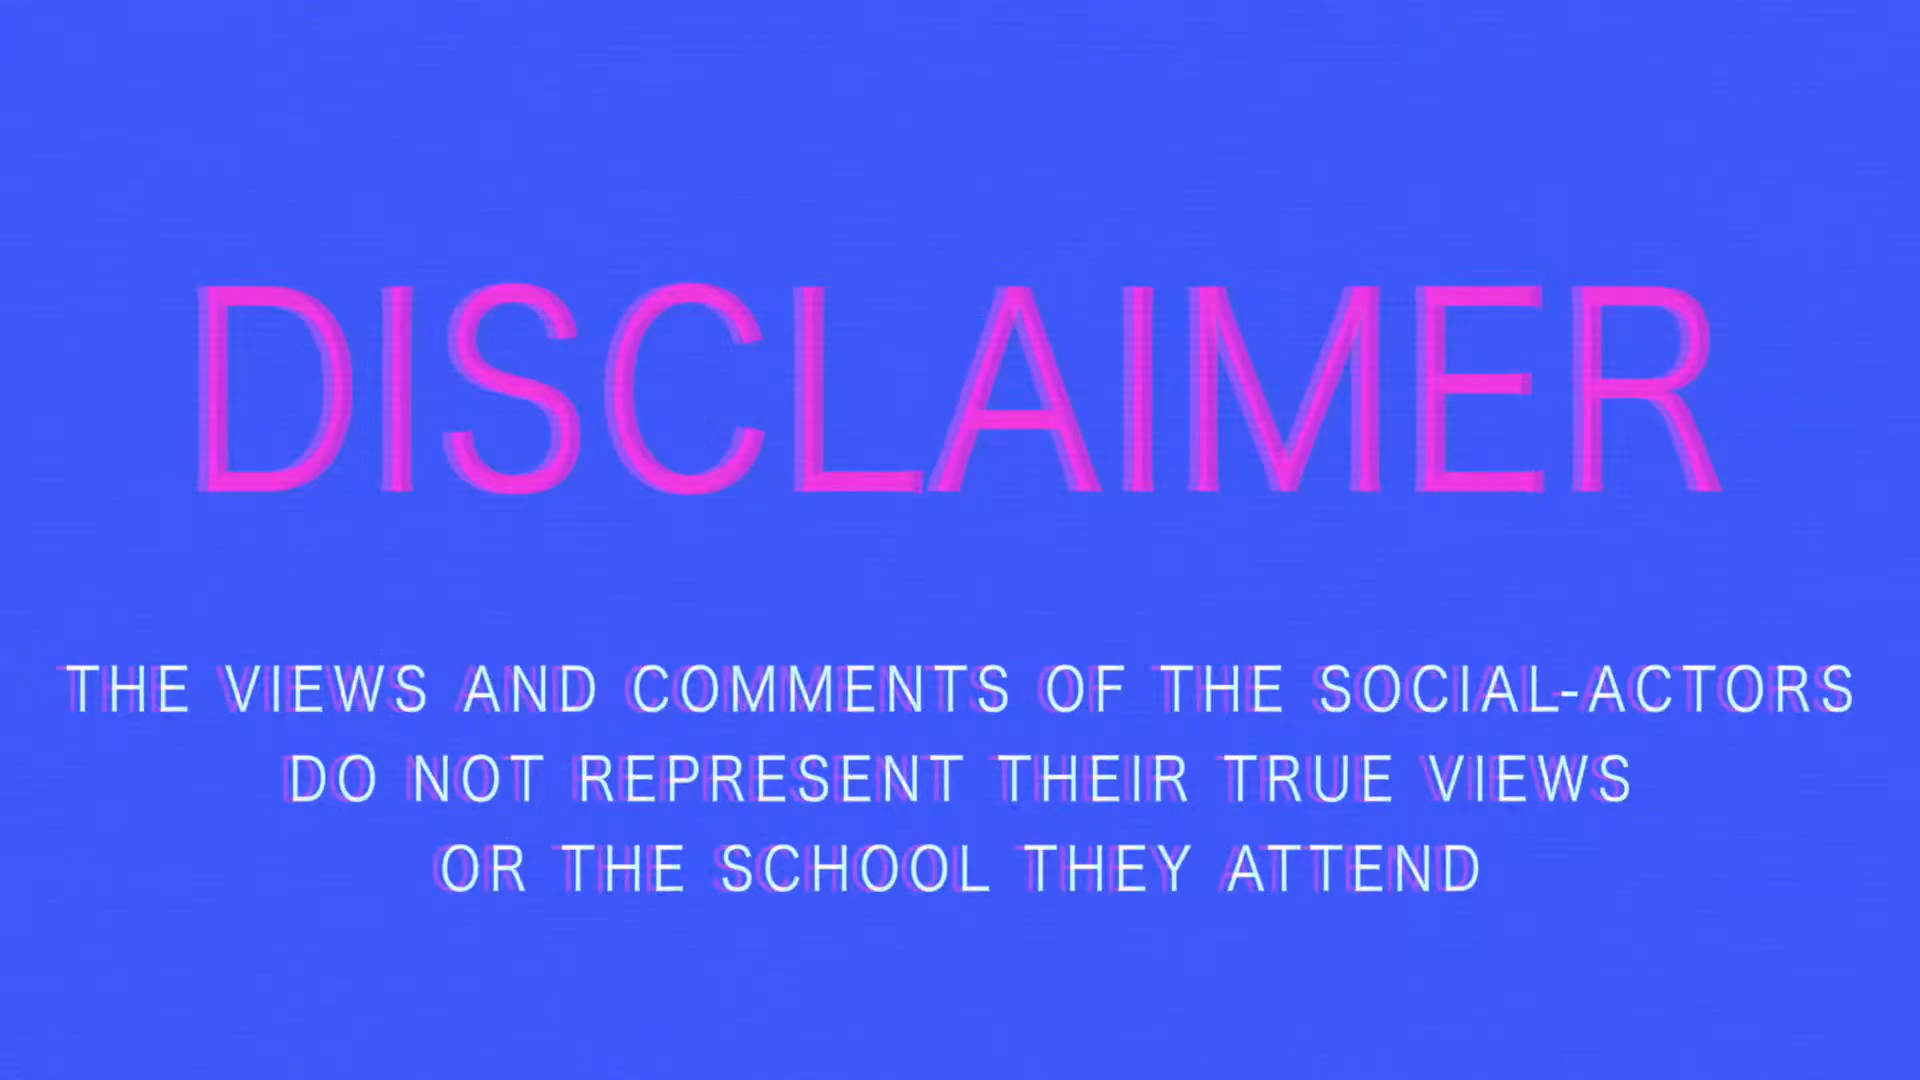 DISCLAIMER
THE VIEWS AND COMMENTS OF THE SOCIAL-ACTORS
DO NOT REPRESENT THEIR TRUE VIEWS
OR THE SCHOOL THEY ATTEND